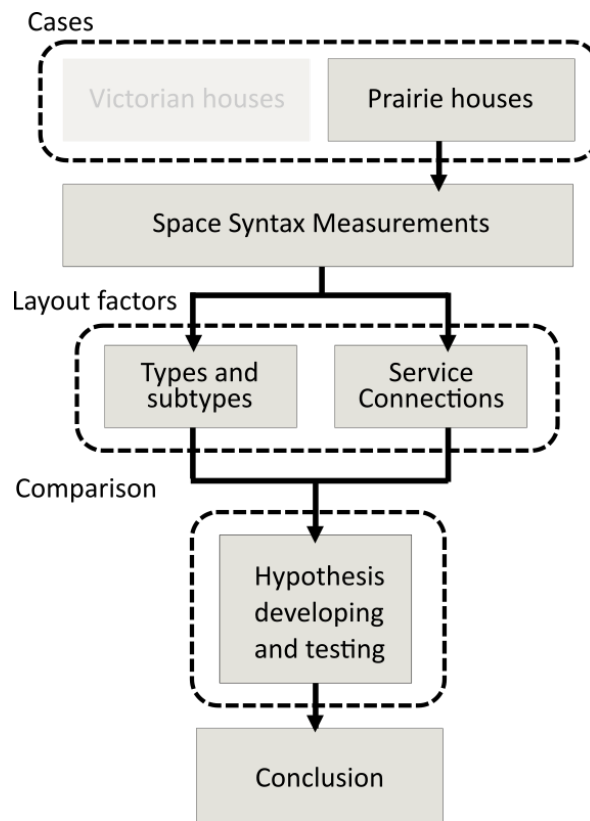 Cases
Victorian houses
Prairie houses
Space Syntax Measurements
Layout factors
Types and
subtypes
Service
Connections
Comparison
Hypothesis
developing
and testing
Conclusion